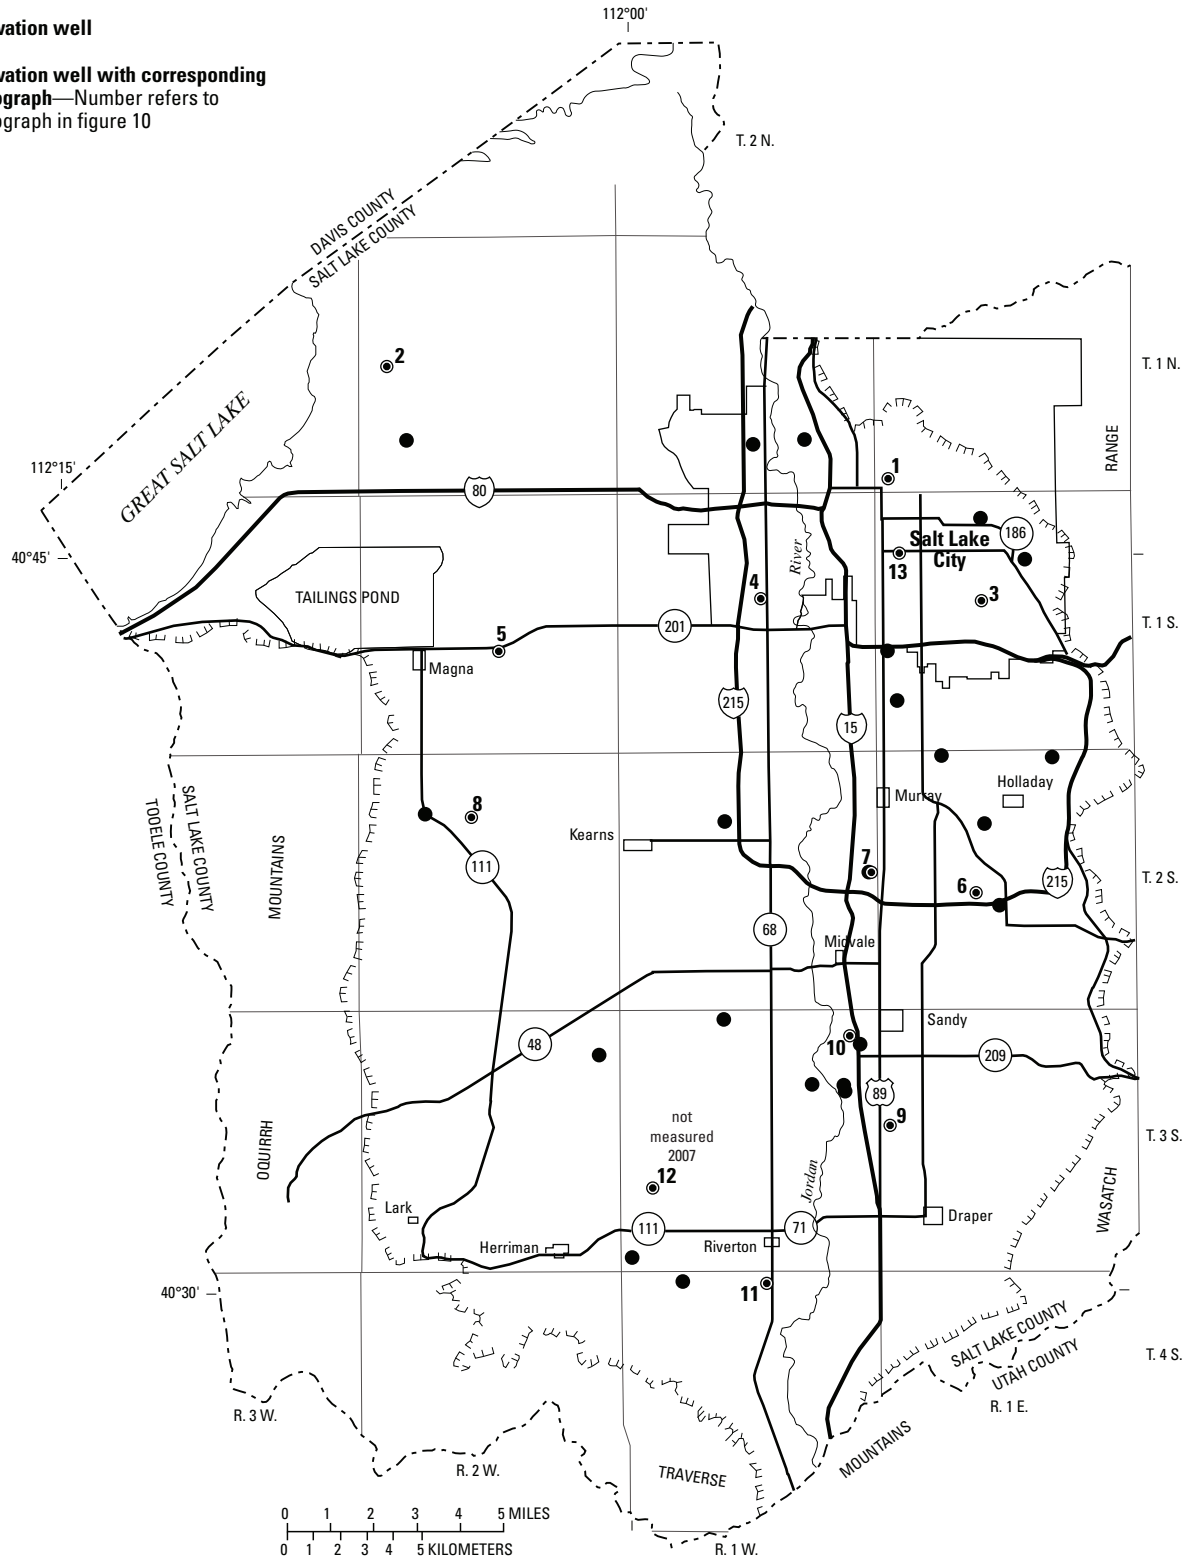 vation well
vation well with corresponding
ograph—Number refers to
ograph in figure 10
112°00'
T. 2 N.
DAVIS COUNTY
SALT LAKE COUNTY
2
T. 1 N.
GREAT SALT LAKE
RANGE
112°15'
1
80
186
Salt Lake
City
13
River
40°45'
4
3
TAILINGS POND
201
T. 1 S.
5
Magna
215
15
Holladay
Murray
SALT LAKE COUNTY
TOOELE COUNTY
8
Kearns
MOUNTAINS
111
7
6
215
T. 2 S.
68
Midvale
Sandy
10
48
209
89
9
not
measured
2007
T. 3 S.
OQUIRRH
12
Jordan
WASATCH
Lark
111
71
Draper
Herriman
Riverton
11
40°30'
SALT LAKE COUNTY
UTAH COUNTY
T. 4 S.
R. 1 E.
R. 3 W.
MOUNTAINS
R. 2 W.
TRAVERSE
0 1 2 3 4 5 MILES
0 1 2 3 4 5 KILOMETERS
R. 1 W.